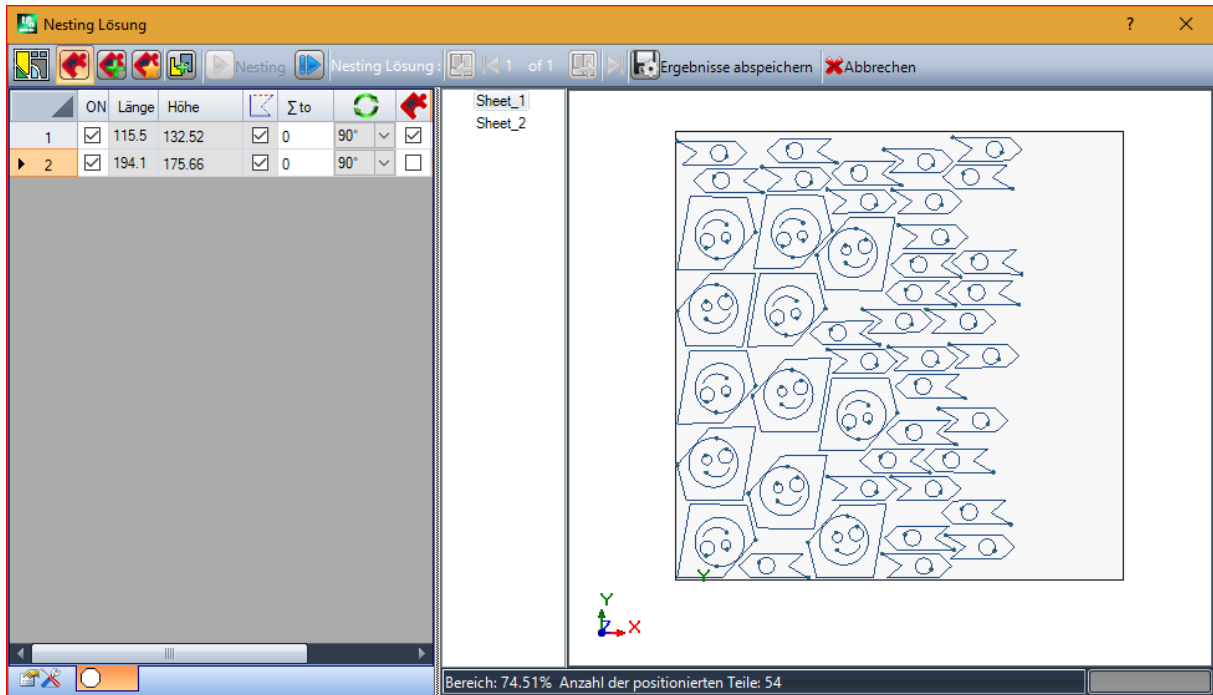 Nesting Lösung
Nesting Nesting Lösung : 1 of 1 Ergebnisse abspeichern Abbrechen
ON Länge Höhe Σ to
1 115.5 132.52 0 90°
2 194.1 175.66 0 90°
Sheet_1
Sheet_2
Y
Y
Z X
Bereich: 74.51% Anzahl der positionierten Teile: 54